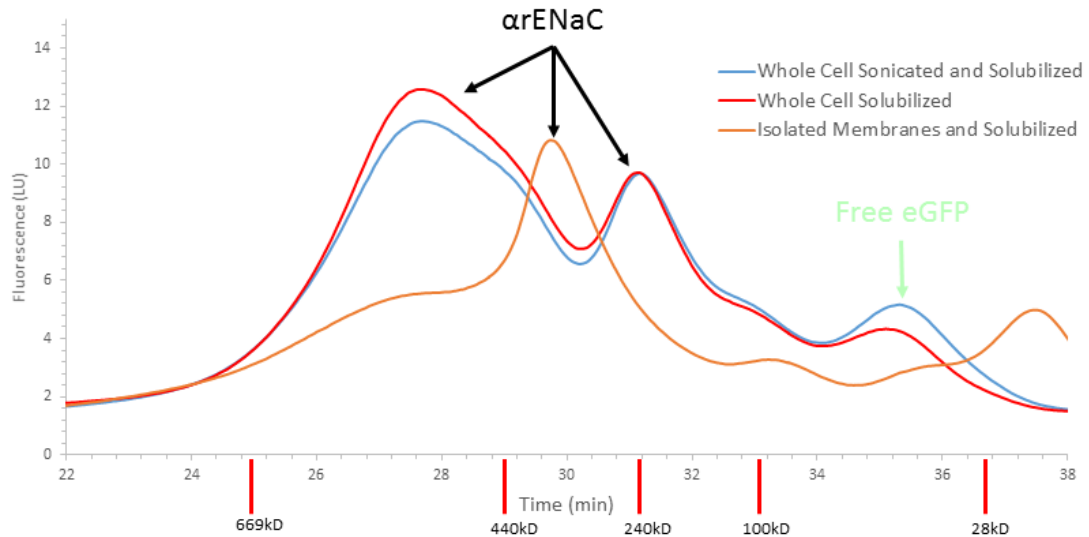 αrENaC
Whole Cell Sonicated and Solubilized
Whole Cell Solubilized
Isolated Membranes and Solubilized
Free eGFP
Fluorescence (LU)
14
12
10
8
6
4
2
0
22 24 26 28 30 32 34 36 38
Time (min)
669kD 440kD 240kD 100kD 28kD